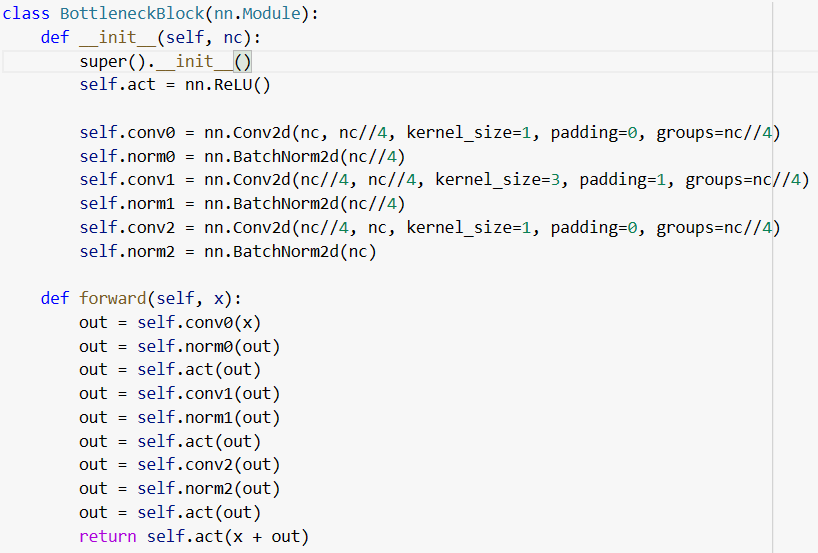 class BottleneckBlock(nn.Module):
    def __init__(self, nc):
        super().__init__()
        self.act = nn.ReLU()

        self.conv0 = nn.Conv2d(nc, nc//4, kernel_size=1, padding=0, groups=nc//4)
        self.norm0 = nn.BatchNorm2d(nc//4)
        self.conv1 = nn.Conv2d(nc//4, nc//4, kernel_size=3, padding=1, groups=nc//4)
        self.norm1 = nn.BatchNorm2d(nc//4)
        self.conv2 = nn.Conv2d(nc//4, nc, kernel_size=1, padding=0, groups=nc//4)
        self.norm2 = nn.BatchNorm2d(nc)

    def forward(self, x):
        out = self.conv0(x)
        out = self.norm0(out)
        out = self.act(out)
        out = self.conv1(out)
        out = self.norm1(out)
        out = self.act(out)
        out = self.conv2(out)
        out = self.norm2(out)
        out = self.act(out)
        return self.act(x + out)